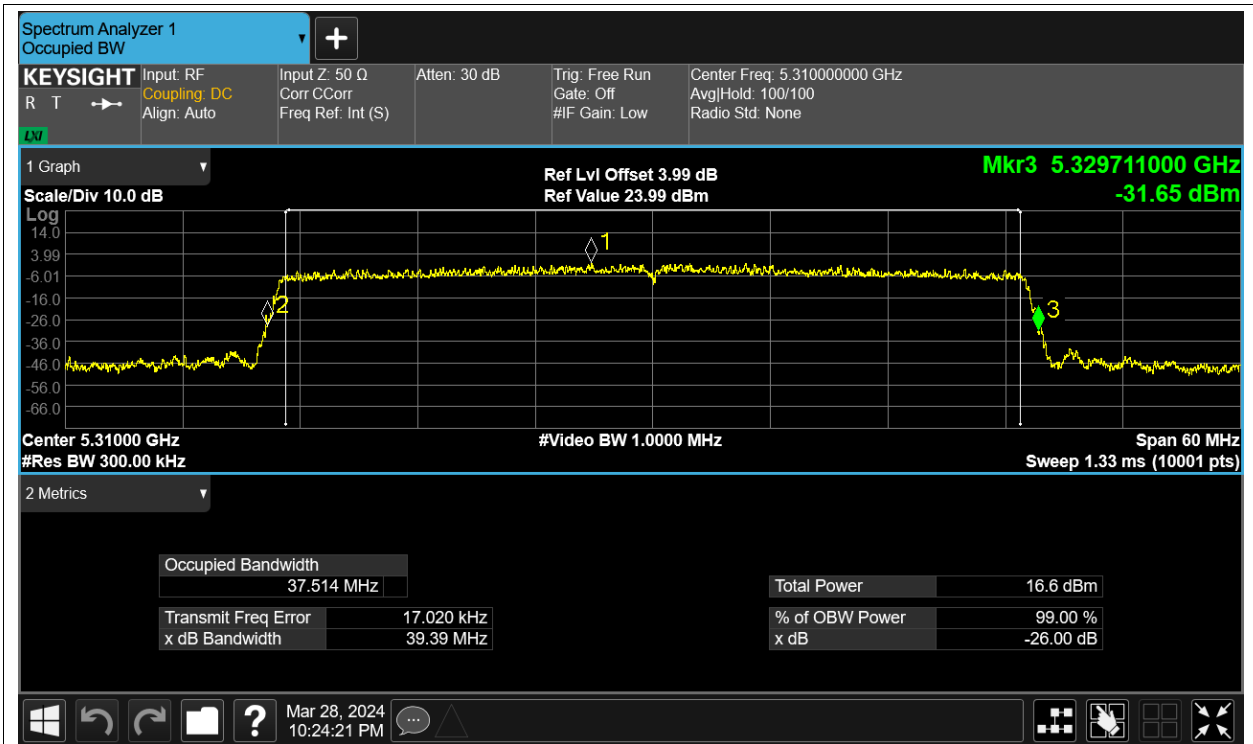 Spectrum Analyzer 1
Occupied BW
KEYSIGHT
R T
LXI
Input: RF
Coupling: DC
Align: Auto
Input Z: 50 Ω
Corr CCorr
Freq Ref: Int (S)
Atten: 30 dB
Trig: Free Run
Gate: Off
#IF Gain: Low
Center Freq: 5.310000000 GHz
Avg|Hold: 100/100
Radio Std: None
1 Graph
Scale/Div 10.0 dB
Ref Lvl Offset 3.99 dB
Ref Value 23.99 dBm
Mkr3 5.329711000 GHz
-31.65 dBm
Log
14.0
3.99
-6.01
-16.0
-26.0
-36.0
-46.0
-56.0
-66.0
1
2
3
Center 5.31000 GHz
#Res BW 300.00 kHz
#Video BW 1.0000 MHz
Span 60 MHz
Sweep 1.33 ms (10001 pts)
2 Metrics
Occupied Bandwidth
37.514 MHz
Transmit Freq Error 17.020 kHz
x dB Bandwidth 39.39 MHz
Total Power 16.6 dBm
% of OBW Power 99.00 %
x dB -26.00 dB
?
Mar 28, 2024
10:24:21 PM